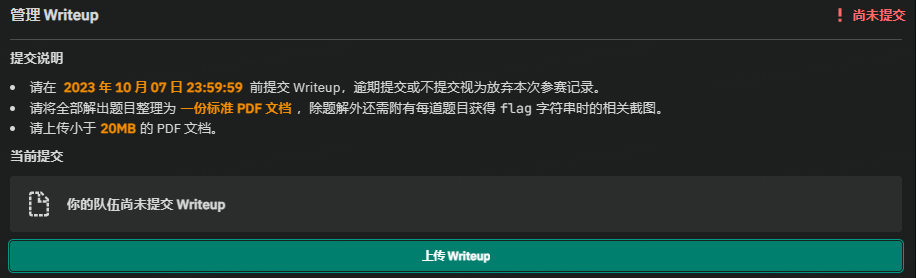 管理 Writeup
! 尚未提交
提交说明
• 请在 2023 年 10 月 07 日 23:59:59 前提交 Writeup，逾期提交或不提交视为放弃本次参赛记录。
• 请将全部解出题目整理为 一份标准 PDF 文档 ，除题解外还需附有每道题目获得 flag 字符串时的相关截图。
• 请上传小于 20MB 的 PDF 文档。
当前提交
你的队伍尚未提交 Writeup
上传 Writeup